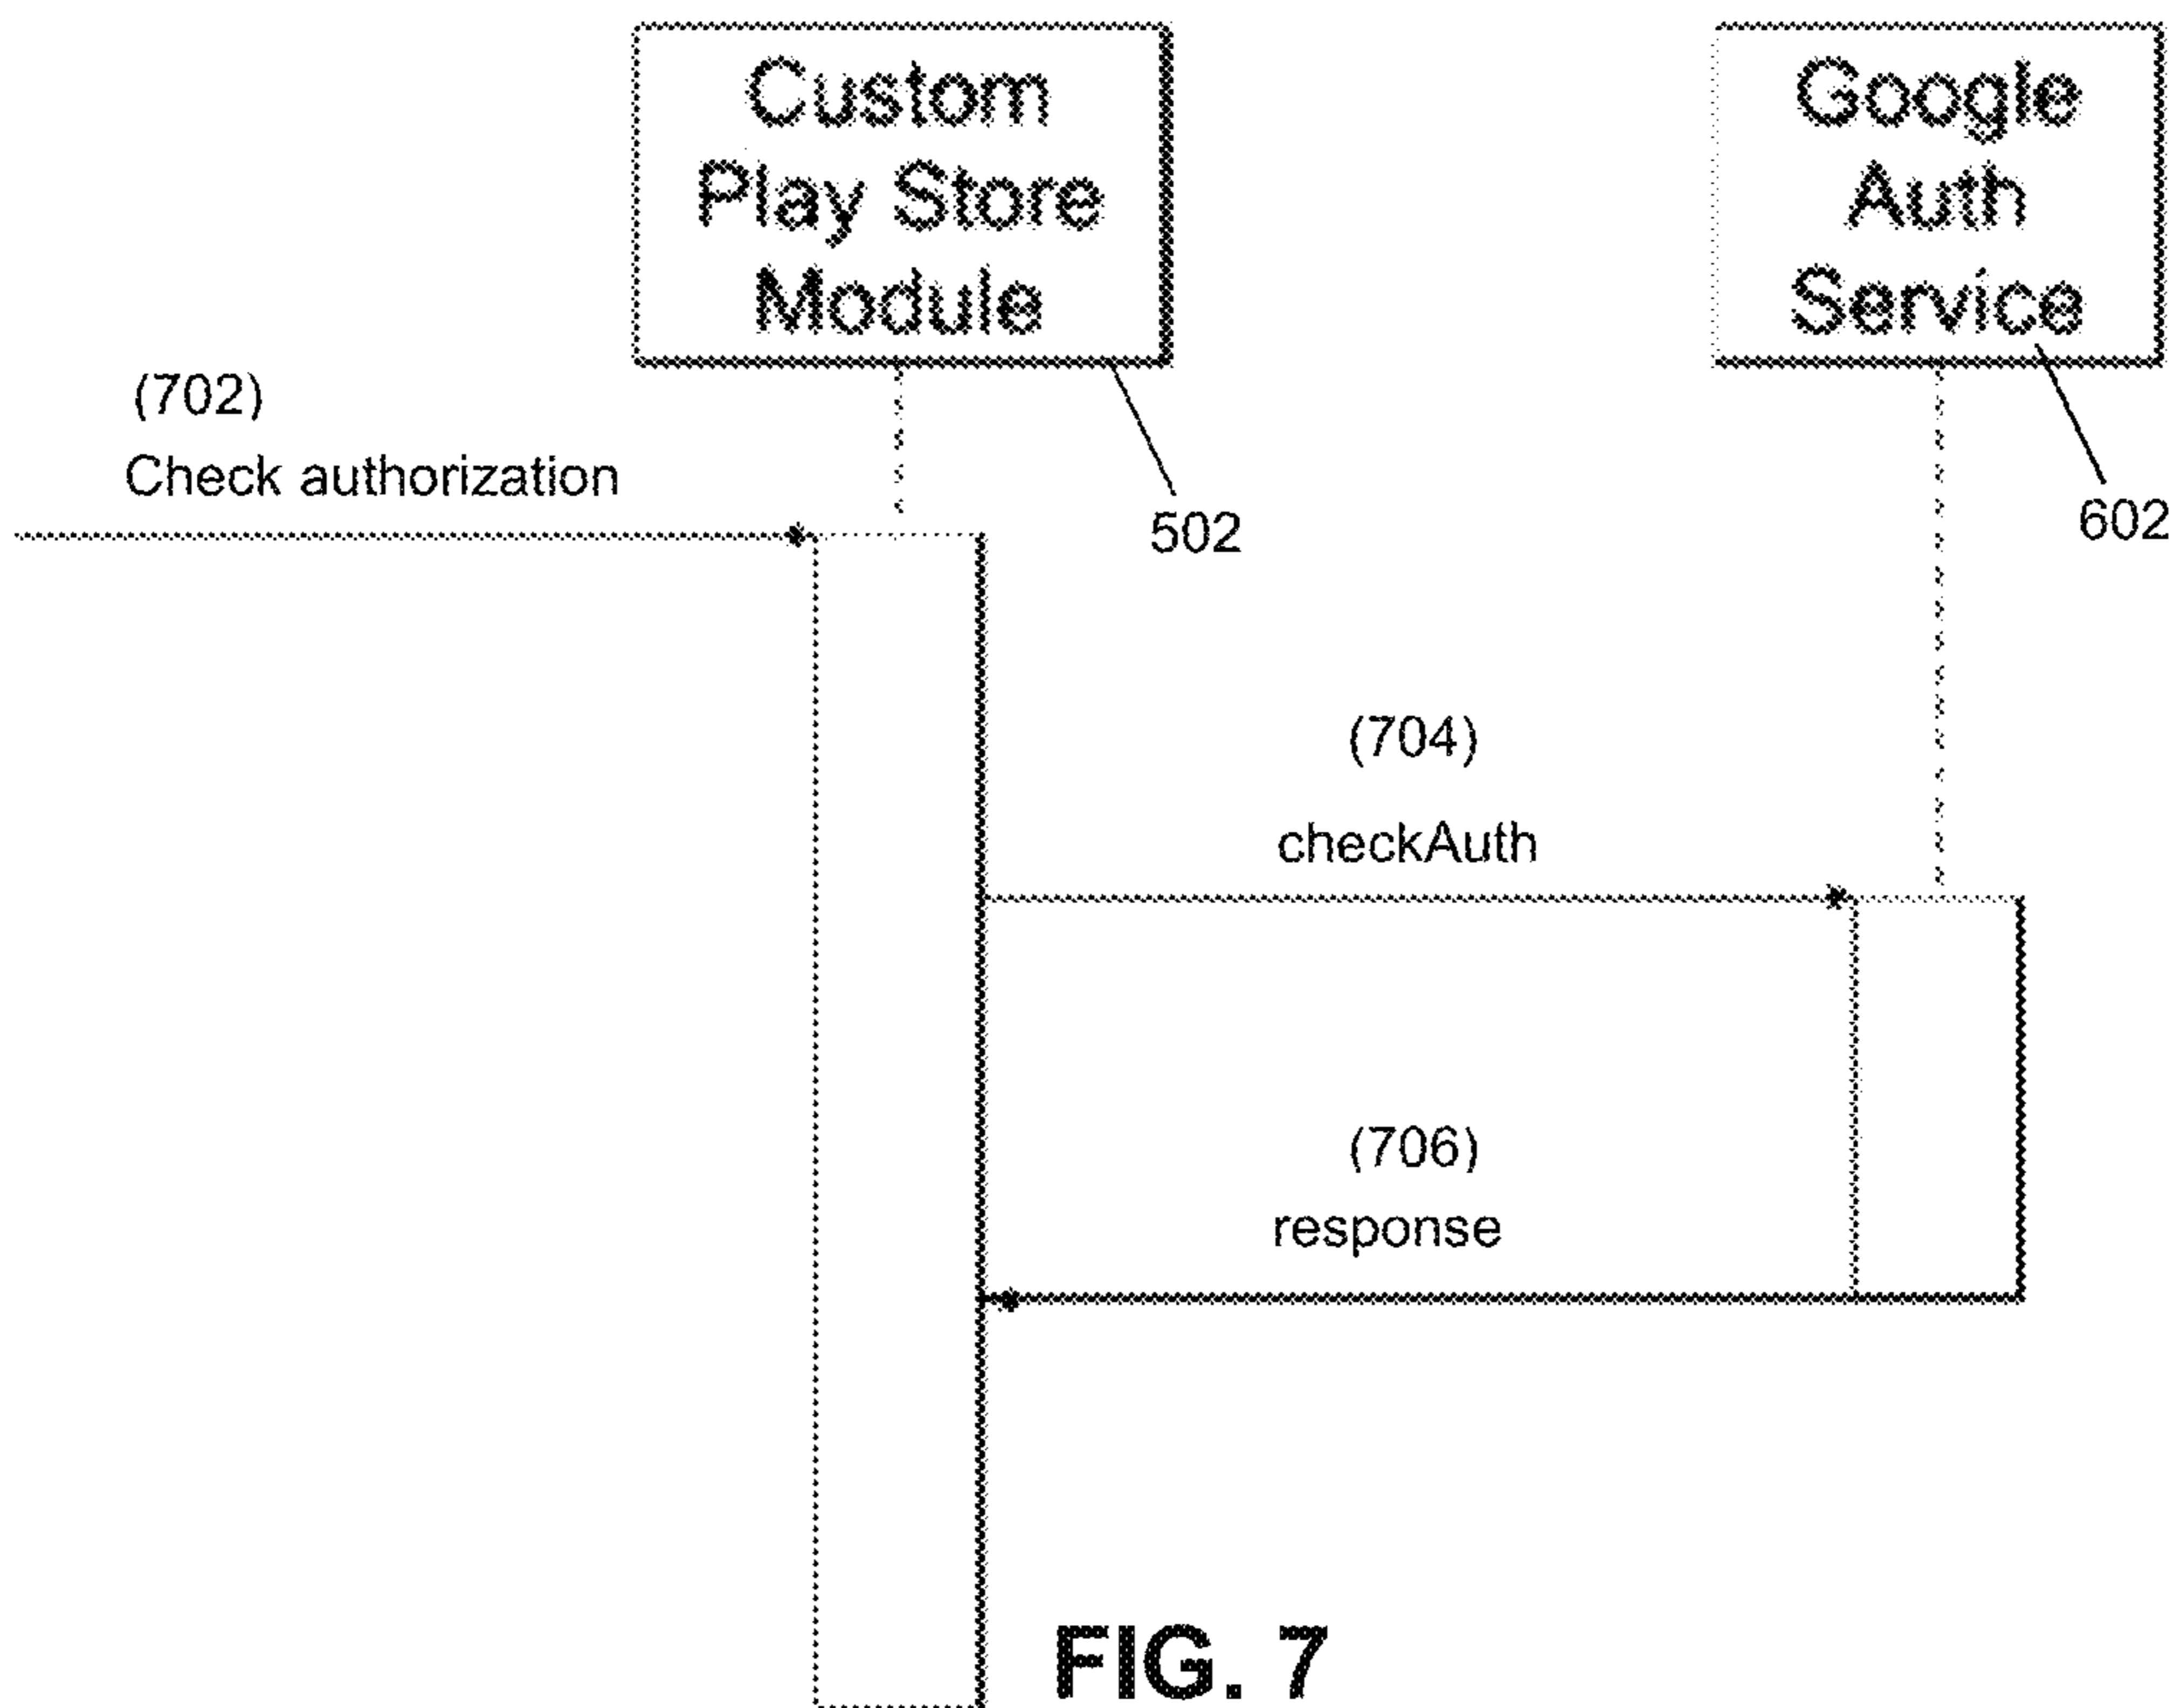 Custom
Play Store
Module
Google
Auth
Service
(702)
Check authorization
502
602
(704)
checkAuth
(706)
response
FIG. 7